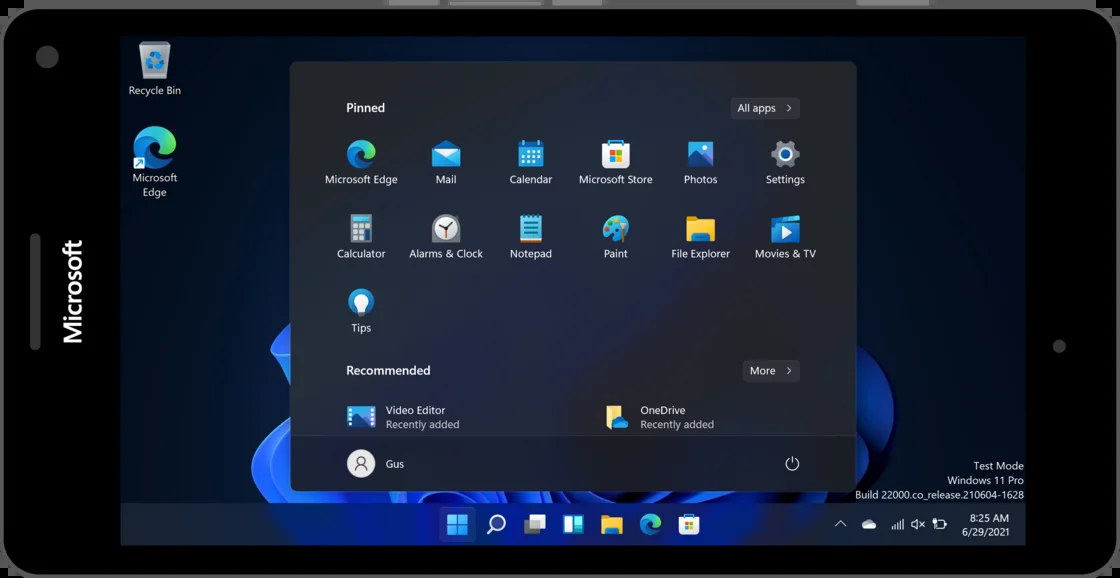 Microsoft
Recycle Bin
Microsoft
Edge
Pinned
All apps
Microsoft Edge
Mail
Calendar
Microsoft Store
Photos
Settings
Calculator
Alarms & Clock
Notepad
Paint
File Explorer
Movies & TV
Tips
Recommended
More
Video Editor
Recently added
OneDrive
Recently added
Gus
Test Mode
Windows 11 Pro
Build 22000.co_release.210604-1628
8:25 AM
6/29/2021